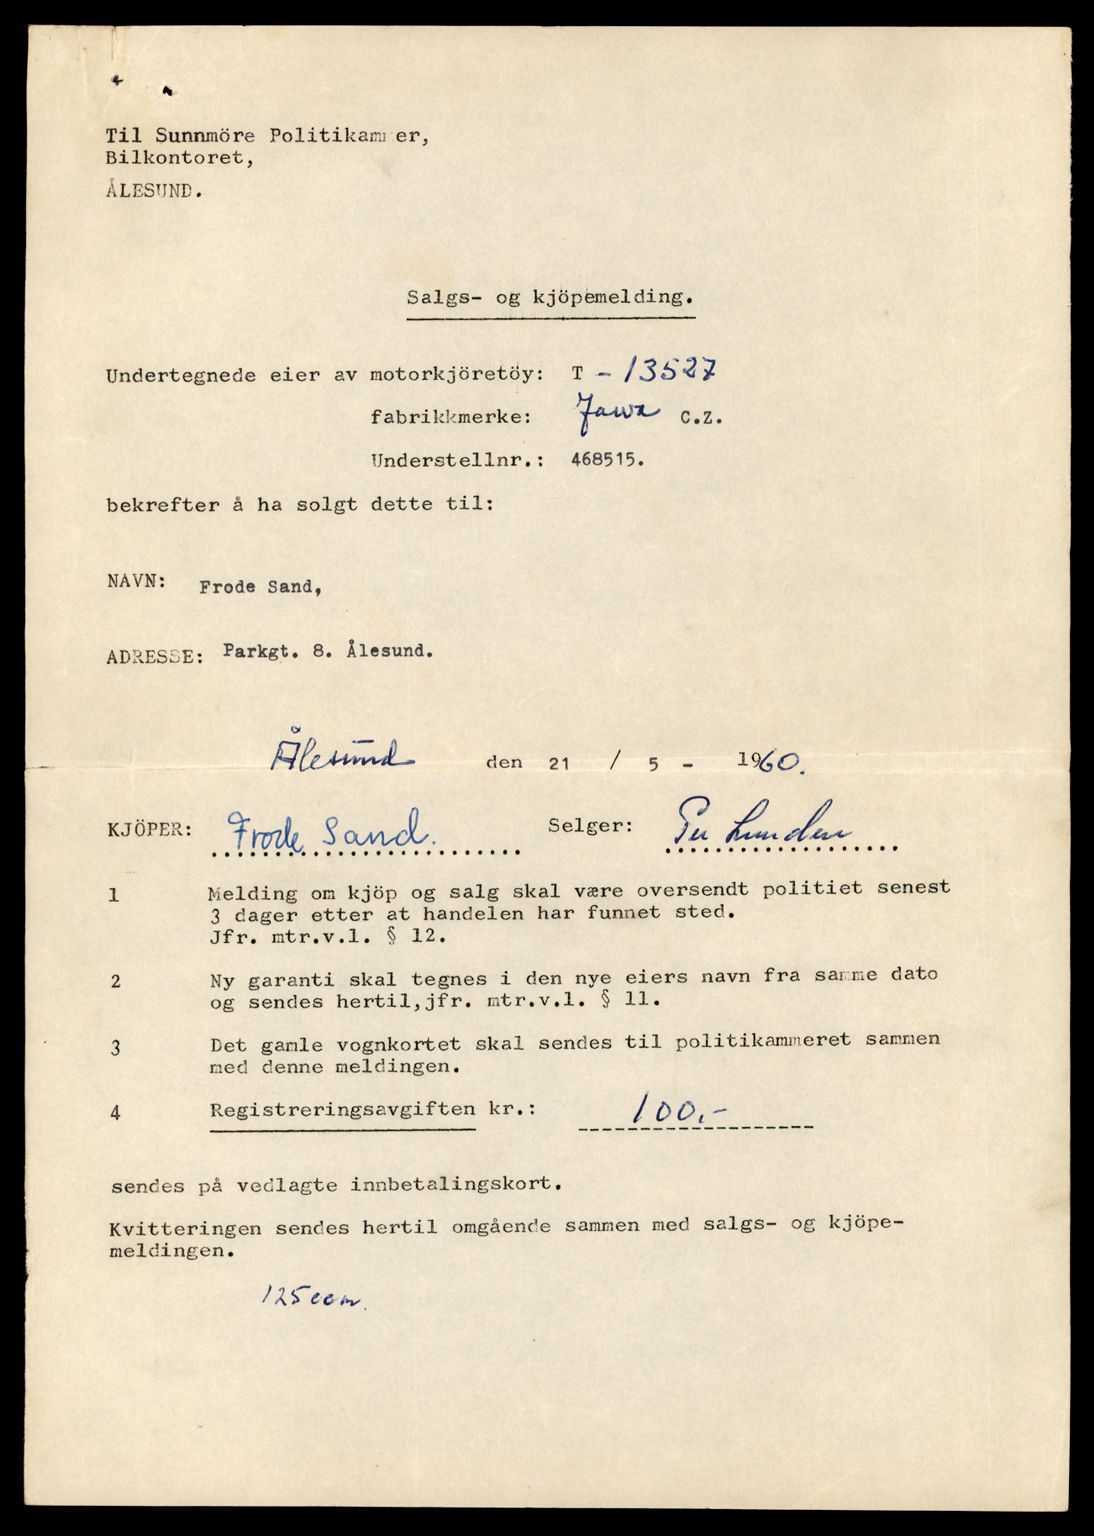 Til Sunnmöre Politikammer,
Bilkontoret,
ÅLESUND.
Salgs- og kjöpemelding.
Undertegnede eier av motorkjöretöy: T - 13527
fabrikkmerke: Jawa C.Z.
Understellnr.: 468515.
bekrefter å ha solgt dette til:
NAVN: Frode Sand,
ADRESSE: Parkgt. 8. Ålesund.
Ålesund den 21 / 5 - 1960.
KJÖPER: Frode Sand. Selger: Per Lunden
1 Melding om kjöp og salg skal være oversendt politiet senest
3 dager etter at handelen har funnet sted.
Jfr. mtr.v.l. § 12.
2 Ny garanti skal tegnes i den nye eiers navn fra samme dato
og sendes hertil,jfr. mtr.v.l. § 11.
3 Det gamle vognkortet skal sendes til politikammeret sammen
med denne meldingen.
4 Registreringsavgiften kr.: 100,-
sendes på vedlagte innbetalingskort.
Kvitteringen sendes hertil omgående sammen med salgs- og kjöpe-
meldingen.
125 ccm.